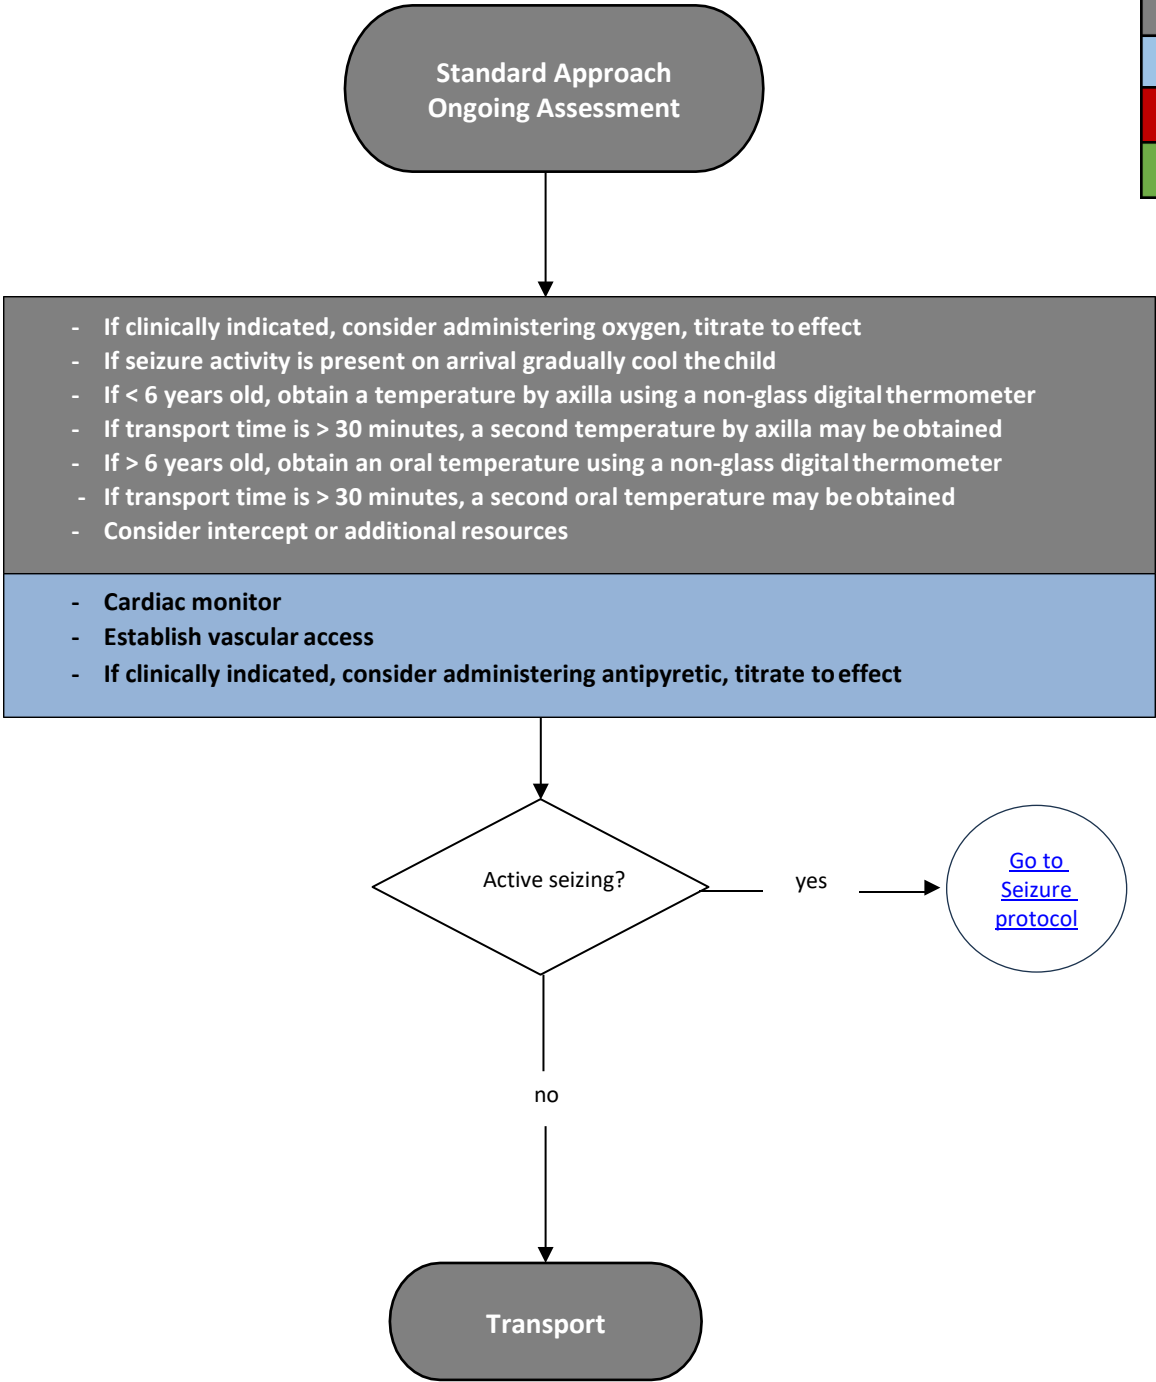 Standard Approach
Ongoing Assessment
- If clinically indicated, consider administering oxygen, titrate to effect
- If seizure activity is present on arrival gradually cool the child
- If < 6 years old, obtain a temperature by axilla using a non-glass digital thermometer
- If transport time is > 30 minutes, a second temperature by axilla may be obtained
- If > 6 years old, obtain an oral temperature using a non-glass digital thermometer
- If transport time is > 30 minutes, a second oral temperature may be obtained
- Consider intercept or additional resources
- Cardiac monitor
- Establish vascular access
- If clinically indicated, consider administering antipyretic, titrate to effect
Active seizing?
yes
Go to
Seizure
protocol
no
Transport